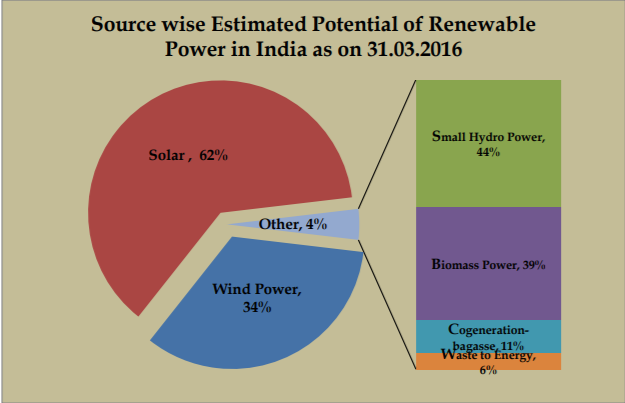 Source wise Estimated Potential of Renewable
Power in India as on 31.03.2016
Solar , 62%
Other, 4%
Wind Power,
34%
Small Hydro Power,
44%
Biomass Power, 39%
Cogeneration-
bagasse, 11%
Waste to Energy,
6%